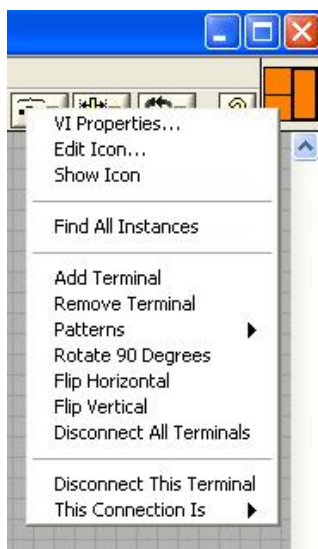 VI Properties...
Edit Icon...
Show Icon
Find All Instances
Add Terminal
Remove Terminal
Patterns
Rotate 90 Degrees
Flip Horizontal
Flip Vertical
Disconnect All Terminals
Disconnect This Terminal
This Connection Is